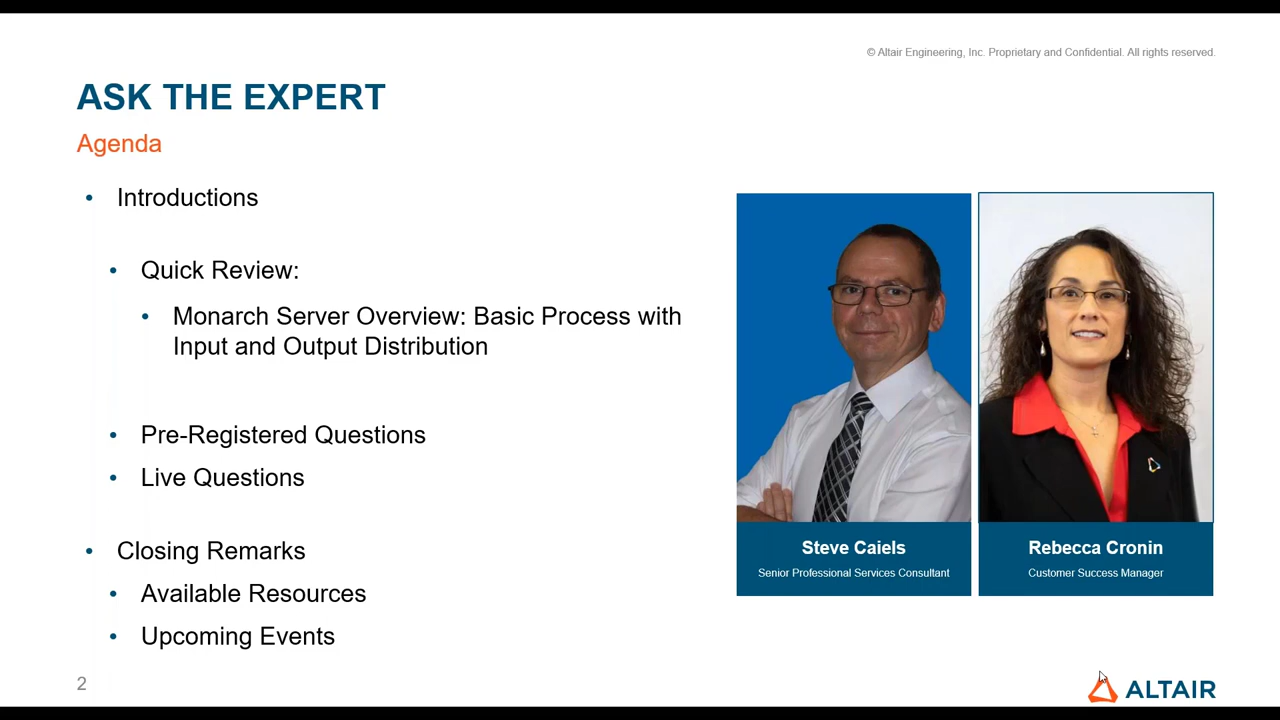 © Altair Engineering, Inc. Proprietary and Confidential. All rights reserved.
ASK THE EXPERT
Agenda
• Introductions
• Quick Review:
• Monarch Server Overview: Basic Process with
Input and Output Distribution
• Pre-Registered Questions
• Live Questions
• Closing Remarks
• Available Resources
• Upcoming Events
Steve Caiels
Senior Professional Services Consultant
Rebecca Cronin
Customer Success Manager
2
ALTAIR